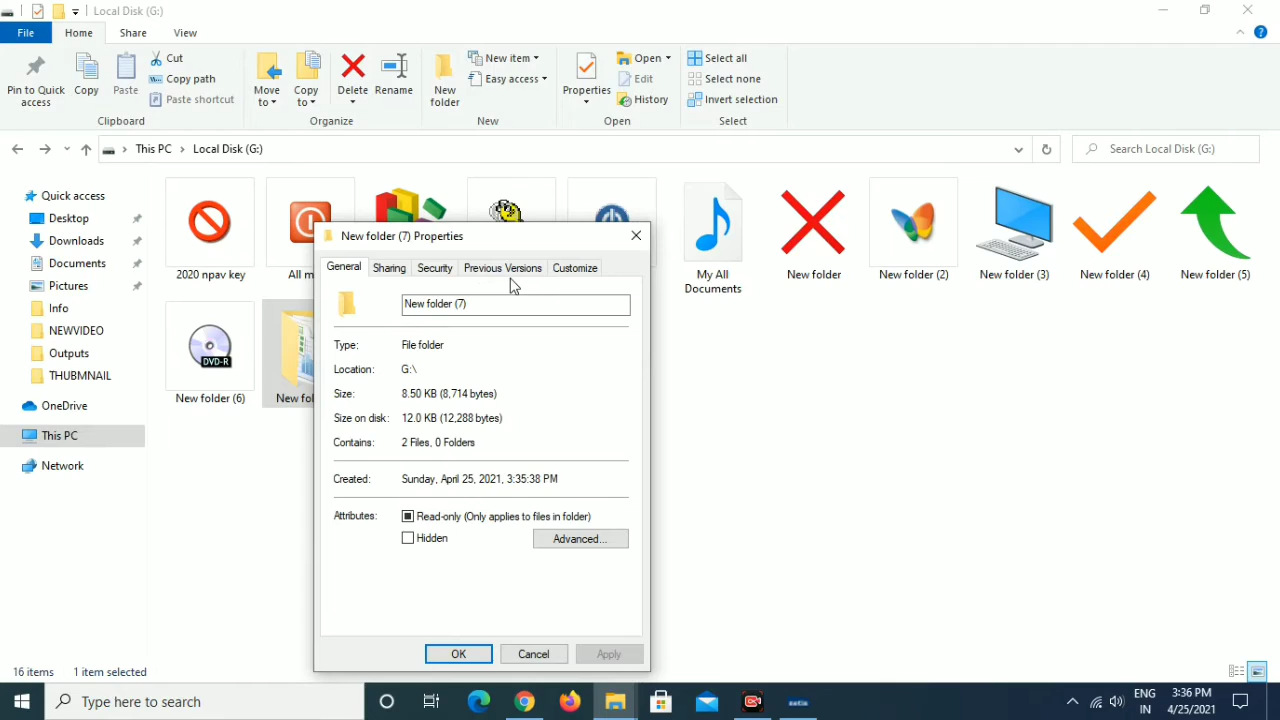 Local Disk (G:)
File Home Share View
Pin to Quick access
Copy
Paste
Cut
Copy path
Paste shortcut
Clipboard
Move to
Copy to
Delete
Rename
Organize
New folder
New item
Easy access
New
Properties
Open
Edit
History
Open
Select all
Select none
Invert selection
Select
This PC Local Disk (G:)
Search Local Disk (G:)
Quick access
Desktop
Downloads
Documents
Pictures
Info
NEWVIDEO
Outputs
THUBMNAIL
OneDrive
This PC
Network
2020 npav key
All m
My All Documents
New folder
New folder (2)
New folder (3)
New folder (4)
New folder (5)
DVD-R
New folder (6)
New fol
New folder (7) Properties
General Sharing Security Previous Versions Customize
New folder (7)
Type: File folder
Location: G:\
Size: 8.50 KB (8,714 bytes)
Size on disk: 12.0 KB (12,288 bytes)
Contains: 2 Files, 0 Folders
Created: Sunday, April 25, 2021, 3:35:38 PM
Attributes: Read-only (Only applies to files in folder)
Hidden
Advanced...
OK Cancel Apply
16 items 1 item selected
Type here to search
ENG
IN
3:36 PM
4/25/2021